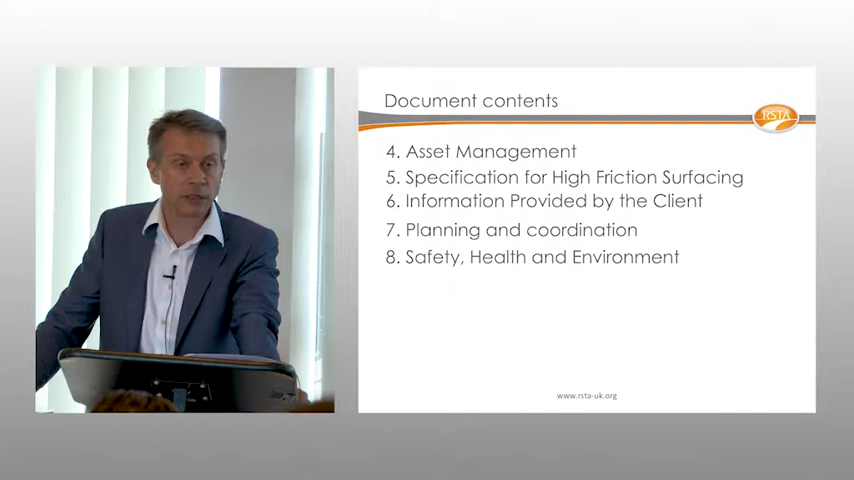 Document contents
RSTA
4. Asset Management
5. Specification for High Friction Surfacing
6. Information Provided by the Client
7. Planning and coordination
8. Safety, Health and Environment
www.rsta-uk.org